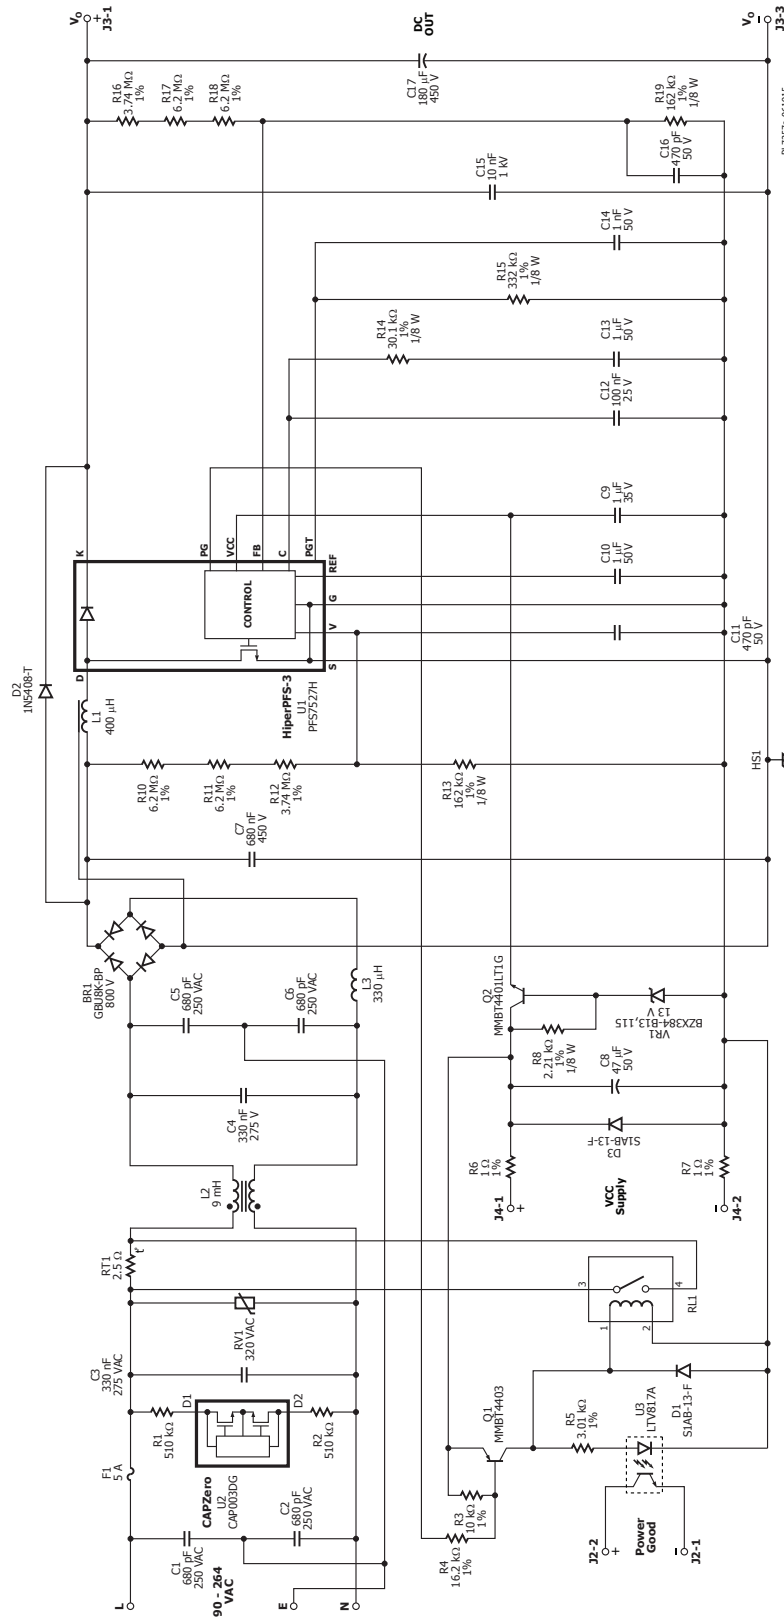 L
E
N
90 - 264
VAC
C1
680 pF
250 VAC
C2
680 pF
250 VAC
F1
5 A
R1
510 kΩ
D1
CAPZero
U2
CAP003DG
D2
R2
510 kΩ
C3
330 nF
275 VAC
RV1
320 VAC
RT1
2.5 Ω
L2
9 mH
C4
330 nF
275 V
C5
680 pF
250 VAC
C6
680 pF
250 VAC
L3
330 µH
BR1
GBU8K-BP
800 V
C7
680 nF
450 V
R10
6.2 MΩ
1%
R11
6.2 MΩ
1%
R12
3.74 MΩ
1%
R13
162 kΩ
1%
1/8 W
L1
400 µH
D2
1N5408-T
D
K
HiperPFS-3
U1
PFS7527H
CONTROL
PG
VCC
FB
C
PGT
S
V
G
REF
C11
470 pF
50 V
C10
1 µF
50 V
C9
1 µF
35 V
C12
100 nF
25 V
C13
1 µF
50 V
R14
30.1 kΩ
1%
1/8 W
R15
332 kΩ
1%
1/8 W
C14
1 nF
50 V
C15
10 nF
1 kV
R16
3.74 MΩ
1%
R17
6.2 MΩ
1%
R18
6.2 MΩ
1%
C16
470 pF
50 V
R19
162 kΩ
1%
1/8 W
C17
180 µF
450 V
VO
+
J3-1
DC
OUT
VO
J3-3
HS1
R4
16.2 kΩ
1%
R3
10 kΩ
1%
Q1
MMBT4403
R5
3.01 kΩ
1%
J2-2
+
Power
Good
J2-1
U3
LTV817A
D1
S1AB-13-F
1
2
3
4
RL1
J4-1
+
VCC
Supply
J4-2
R6
1 Ω
1%
R7
1 Ω
1%
D3
S1AB-13-F
C8
47 µF
50 V
R8
2.21 kΩ
1%
1/8 W
Q2
MMBT4401LT1G
VR1
BZX384-B13,115
13 V